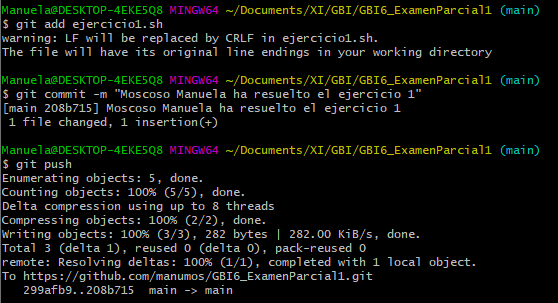 Manuela@DESKTOP-4EKE5Q8 MINGW64 ~/Documents/XI/GBI/GBI6_ExamenParcial1 (main)
$ git add ejercicio1.sh
warning: LF will be replaced by CRLF in ejercicio1.sh.
The file will have its original line endings in your working directory
Manuela@DESKTOP-4EKE5Q8 MINGW64 ~/Documents/XI/GBI/GBI6_ExamenParcial1 (main)
$ git commit -m "Moscoso Manuela ha resuelto el ejercicio 1"
[main 208b715] Moscoso Manuela ha resuelto el ejercicio 1
 1 file changed, 1 insertion(+)
Manuela@DESKTOP-4EKE5Q8 MINGW64 ~/Documents/XI/GBI/GBI6_ExamenParcial1 (main)
$ git push
Enumerating objects: 5, done.
Counting objects: 100% (5/5), done.
Delta compression using up to 8 threads
Compressing objects: 100% (2/2), done.
Writing objects: 100% (3/3), 282 bytes | 282.00 KiB/s, done.
Total 3 (delta 1), reused 0 (delta 0), pack-reused 0
remote: Resolving deltas: 100% (1/1), completed with 1 local object.
To https://github.com/manumos/GBI6_ExamenParcial1.git
   299afb9..208b715  main -> main